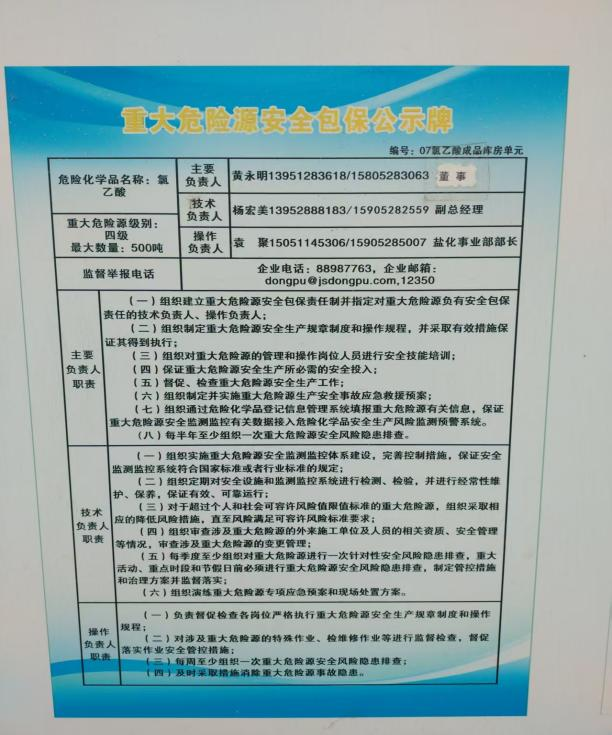 重大危险源安全包保公示牌
编号：07氯乙酸成品库房单元
危险化学品名称：氯
乙酸
主要
负责人
黄永明13951283618/15805283063 董 事
技术
负责人
杨宏美13952888183/15905282559 副总经理
重大危险源级别：
四级
最大数量：500吨
操作
负责人
袁 聚15051145306/15905285007 盐化事业部部长
监督举报电话
企业电话：88987763，企业邮箱：
dongpu@jsdongpu.com,12350
主要
负责人
职责
（一）组织建立重大危险源安全包保责任制并指定对重大危险源负有安全包保
责任的技术负责人、操作负责人；
（二）组织制定重大危险源安全生产规章制度和操作规程，并采取有效措施保
证其得到执行；
（三）组织对重大危险源的管理和操作岗位人员进行安全技能培训；
（四）保证重大危险源安全生产所必需的安全投入；
（五）督促、检查重大危险源安全生产工作；
（六）组织制定并实施重大危险源生产安全事故应急救援预案；
（七）组织通过危险化学品登记信息管理系统填报重大危险源有关信息，保证
重大危险源安全监测监控有关数据接入危险化学品安全生产风险监测预警系统。
（八）每半年至少组织一次重大危险源安全风险隐患排查。
技术
负责人
职责
（一）组织实施重大危险源安全监测监控体系建设，完善控制措施，保证安全
监测监控系统符合国家标准或者行业标准的规定；
（二）组织定期对安全设施和监测监控系统进行检测、检验，并进行经常性维
护、保养，保证有效、可靠运行；
（三）对于超过个人和社会可容许风险值限值标准的重大危险源，组织采取相
应的降低风险措施，直至风险满足可容许风险标准要求；
（四）组织审查涉及重大危险源的外来施工单位及人员的相关资质、安全管理
等情况，审查涉及重大危险源的变更管理；
（五）每季度至少组织对重大危险源进行一次针对性安全风险隐患排查，重大
活动、重点时段和节假日前必须进行重大危险源安全风险隐患排查，制定管控措施
和治理方案并监督落实；
（六）组织演练重大危险源专项应急预案和现场处置方案。
操作
负责人
职责
（一）负责督促检查各岗位严格执行重大危险源安全生产规章制度和操作
规程；
（二）对涉及重大危险源的特殊作业、检维修作业等进行监督检查，督促
落实作业安全管控措施；
（三）每周至少组织一次重大危险源安全风险隐患排查；
（四）及时采取措施消除重大危险源事故隐患。